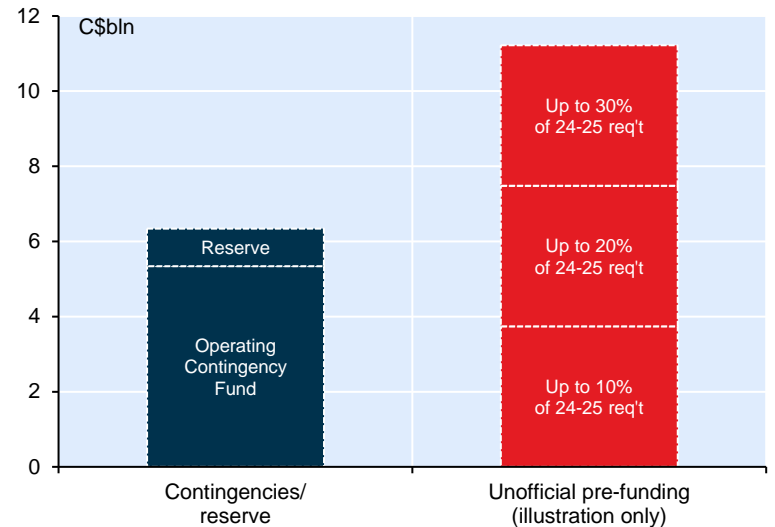 C$bln
12
10
8
6
4
2
0
Reserve
Operating
Contingency
Fund
Up to 30%
of 24-25 req't
Up to 20%
of 24-25 req't
Up to 10%
of 24-25 req't
Contingencies/
reserve
Unofficial pre-funding
(illustration only)